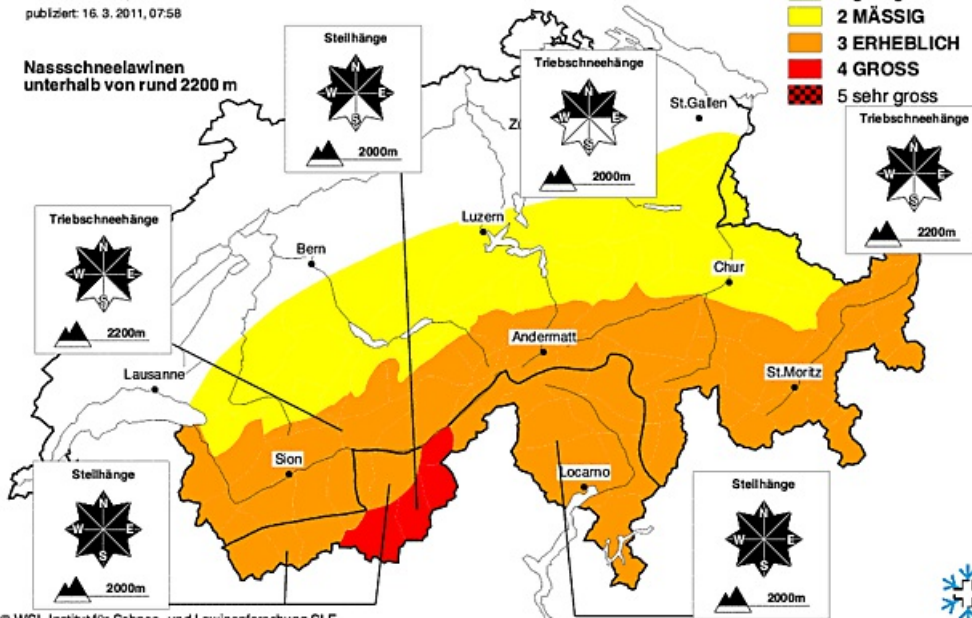 publiziert: 16. 3. 2011, 07:58
Nassschneelawinen
unterhalb von rund 2200 m
2 MÄSSIG
3 ERHEBLICH
4 GROSS
5 sehr gross
Steilhänge
N
W E
S
2000m
Triebschneehänge
N
W E
S
2000m
St.Gallen
Triebschneehänge
N
W E
S
2200m
Triebschneehänge
N
W E
S
2200m
Luzern
Bern
Chur
Andermatt
Lausanne
St.Moritz
Sion
Locarno
Steilhänge
N
W E
S
2000m
Steilhänge
N
W E
S
2000m